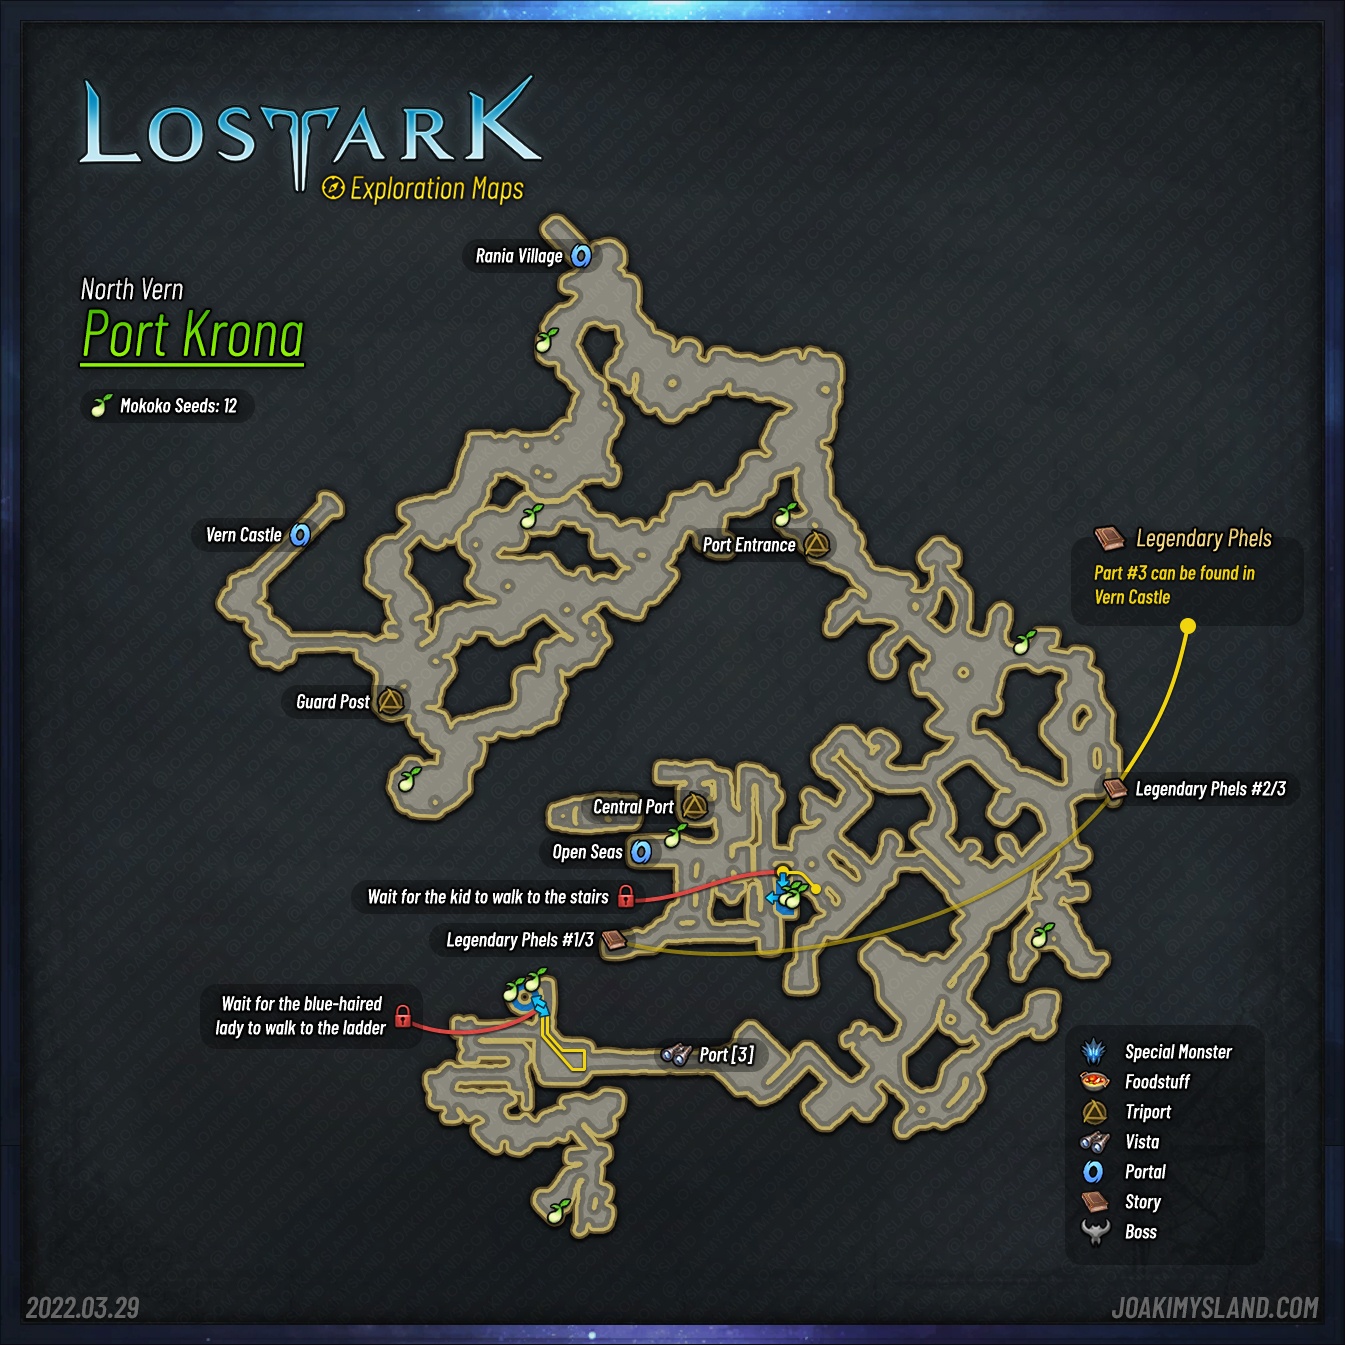 LOST ARK
Exploration Maps
North Vern
Port Krona
Mokoko Seeds: 12
Rania Village
Vern Castle
Port Entrance
Legendary Phels
Part #3 can be found in
Vern Castle
Guard Post
Legendary Phels #2/3
Central Port
Open Seas
Wait for the kid to walk to the stairs
Legendary Phels #1/3
Wait for the blue-haired
lady to walk to the ladder
Port [3]
Special Monster
Foodstuff
Triport
Vista
Portal
Story
Boss
2022.03.29
JOAKIMYSLAND.COM